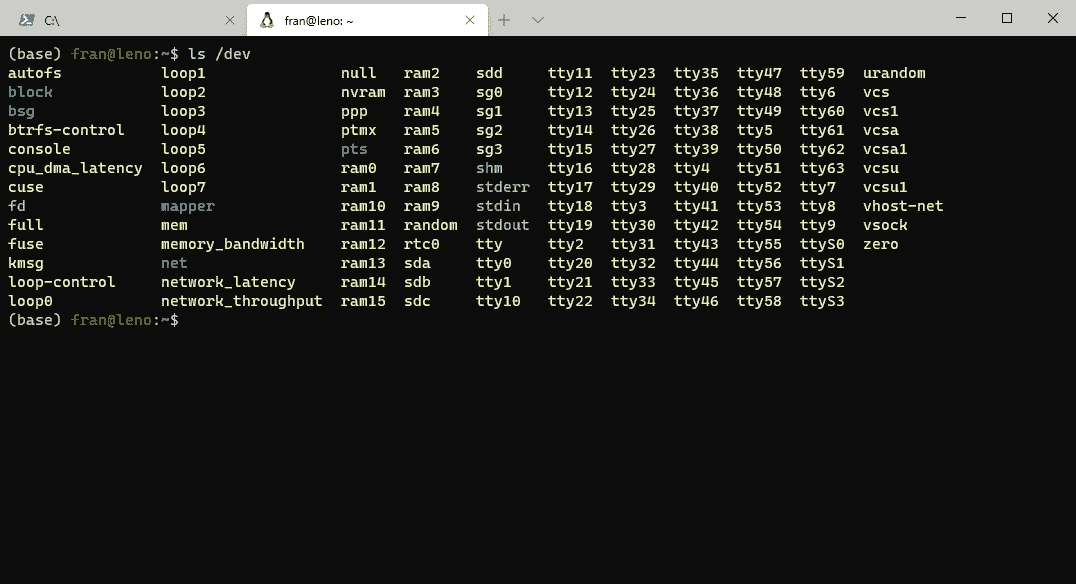 C:\ fran@leno: ~
(base) fran@leno:~$ ls /dev
autofs loop1 null ram2 sdd tty11 tty23 tty35 tty47 tty59 urandom
block loop2 nvram ram3 sg0 tty12 tty24 tty36 tty48 tty6 vcs
bsg loop3 ppp ram4 sg1 tty13 tty25 tty37 tty49 tty60 vcs1
btrfs-control loop4 ptmx ram5 sg2 tty14 tty26 tty38 tty5 tty61 vcsa
console loop5 pts ram6 sg3 tty15 tty27 tty39 tty50 tty62 vcsa1
cpu_dma_latency loop6 ram0 ram7 shm tty16 tty28 tty4 tty51 tty63 vcsu
cuse loop7 ram1 ram8 stderr tty17 tty29 tty40 tty52 tty7 vcsu1
fd mapper ram10 ram9 stdin tty18 tty3 tty41 tty53 tty8 vhost-net
full mem ram11 random stdout tty19 tty30 tty42 tty54 tty9 vsock
fuse memory_bandwidth ram12 rtc0 tty tty2 tty31 tty43 tty55 ttyS0 zero
kmsg net ram13 sda tty0 tty20 tty32 tty44 tty56 ttyS1
loop-control network_latency ram14 sdb tty1 tty21 tty33 tty45 tty57 ttyS2
loop0 network_throughput ram15 sdc tty10 tty22 tty34 tty46 tty58 ttyS3
(base) fran@leno:~$